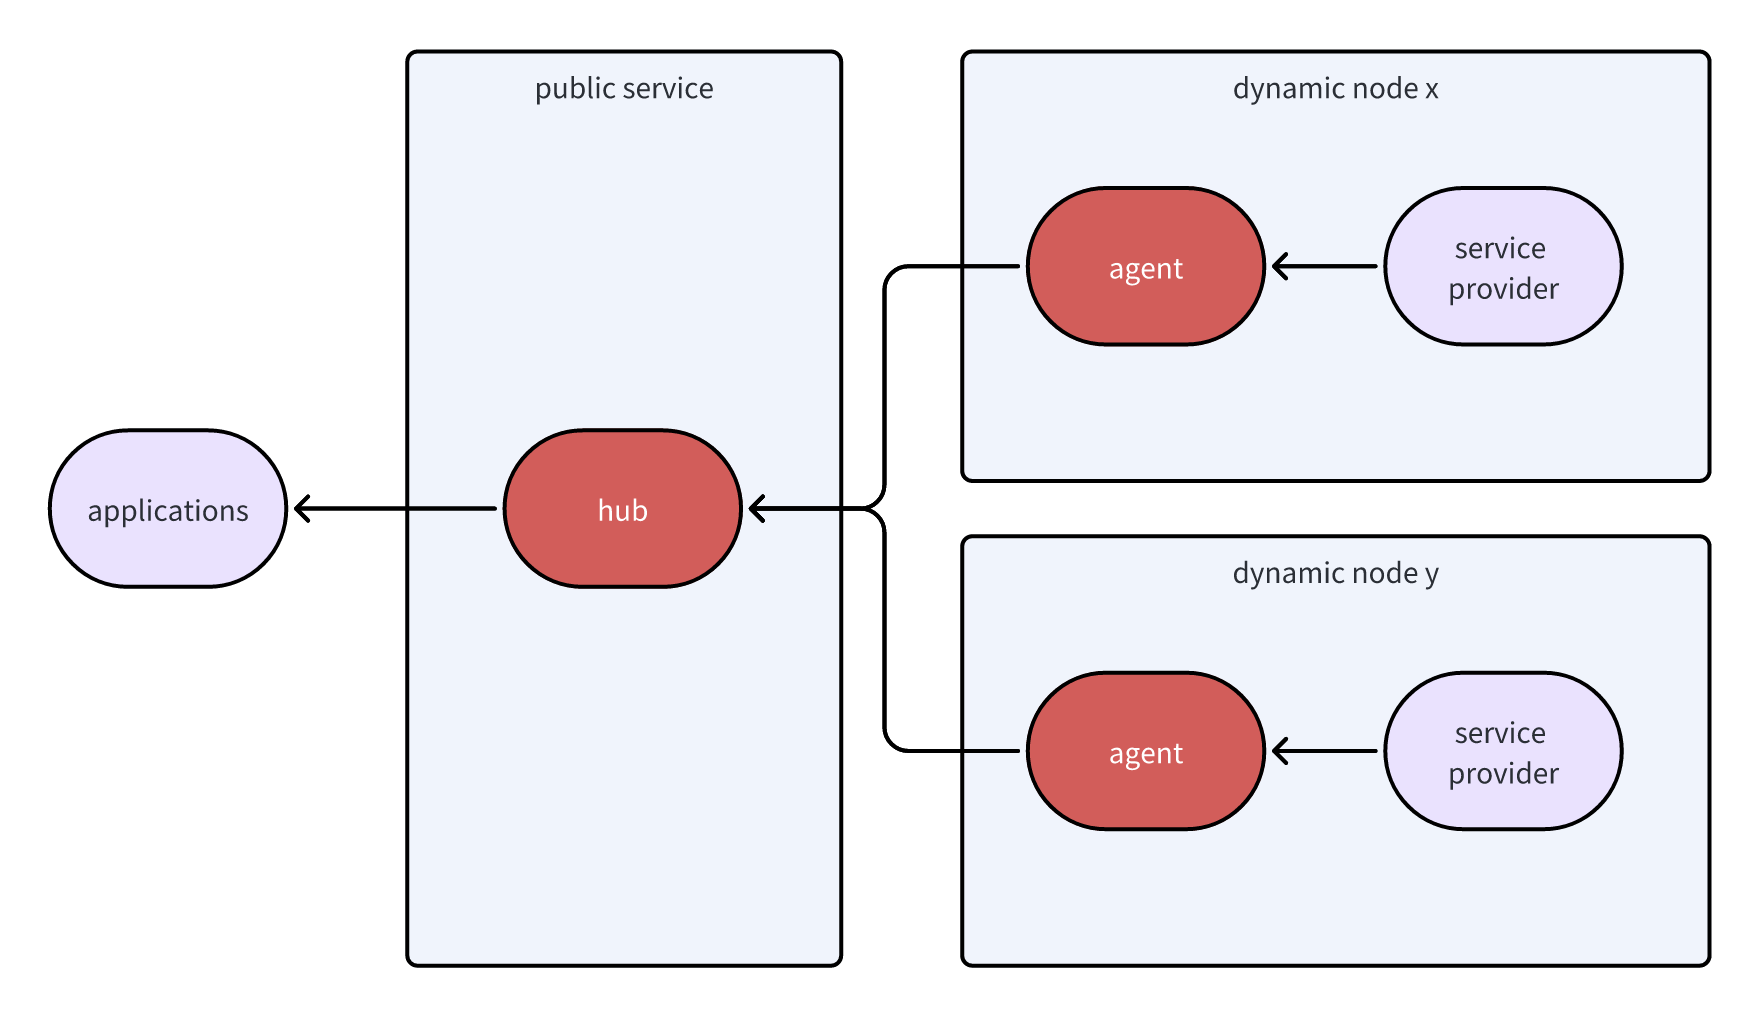 public service
dynamic node x
agent
service
provider
applications
hub
dynamic node y
agent
service
provider